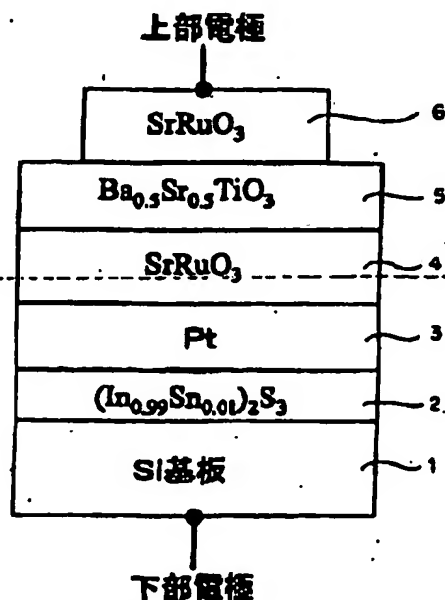 上部電極
SrRuO₃
6
Ba₀.₅Sr₀.₅TiO₃
5
SrRuO₃
4
Pt
3
(In₀.₉₉Sn₀.₀₁)₂S₃
2
Si基板
1
下部電極